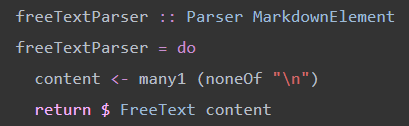 freeTextParser :: Parser MarkdownElement
freeTextParser = do
  content <- many1 (noneOf "\n")
  return $ FreeText content